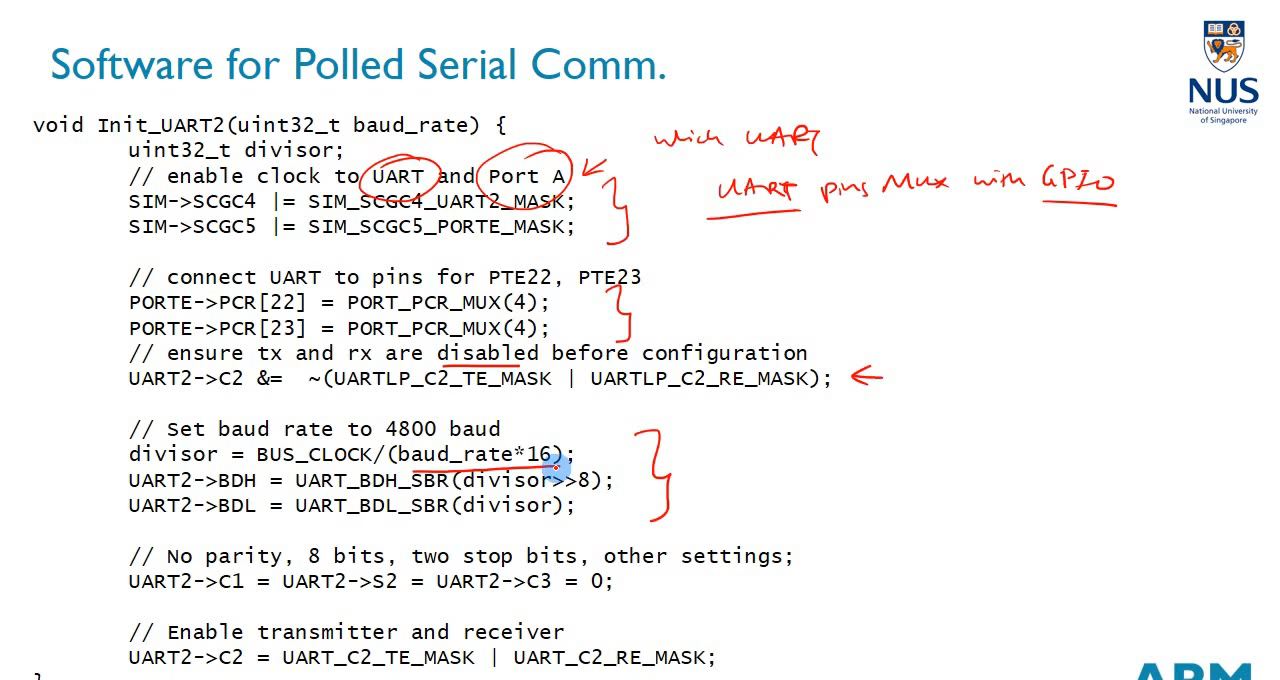 Software for Polled Serial Comm.
NUS
National University
of Singapore
void Init_UART2(uint32_t baud_rate) {
uint32_t divisor;
which UART
// enable clock to UART and Port A
UART pins Mux with GPIO
SIM->SCGC4 |= SIM_SCGC4_UART2_MASK;
SIM->SCGC5 |= SIM_SCGC5_PORTE_MASK;
// connect UART to pins for PTE22, PTE23
PORTE->PCR[22] = PORT_PCR_MUX(4);
PORTE->PCR[23] = PORT_PCR_MUX(4);
// ensure tx and rx are disabled before configuration
UART2->C2 &= ~(UARTLP_C2_TE_MASK | UARTLP_C2_RE_MASK);
// Set baud rate to 4800 baud
divisor = BUS_CLOCK/(baud_rate*16);
UART2->BDH = UART_BDH_SBR(divisor>>8);
UART2->BDL = UART_BDL_SBR(divisor);
// No parity, 8 bits, two stop bits, other settings;
UART2->C1 = UART2->S2 = UART2->C3 = 0;
// Enable transmitter and receiver
UART2->C2 = UART_C2_TE_MASK | UART_C2_RE_MASK;
}
ARM